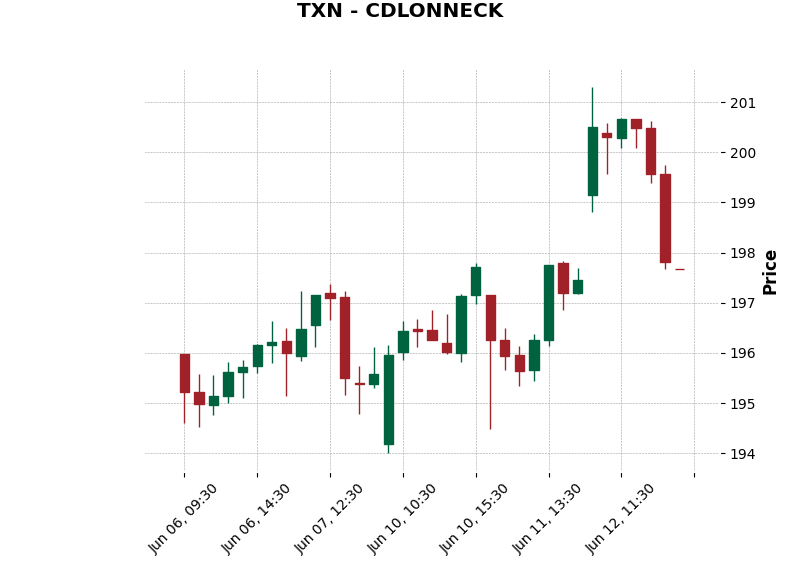 TXN - CDLONNECK
201
200
199
198
197
196
195
194
Price
Jun 06, 09:30
Jun 06, 14:30
Jun 07, 12:30
Jun 10, 10:30
Jun 10, 15:30
Jun 11, 13:30
Jun 12, 11:30